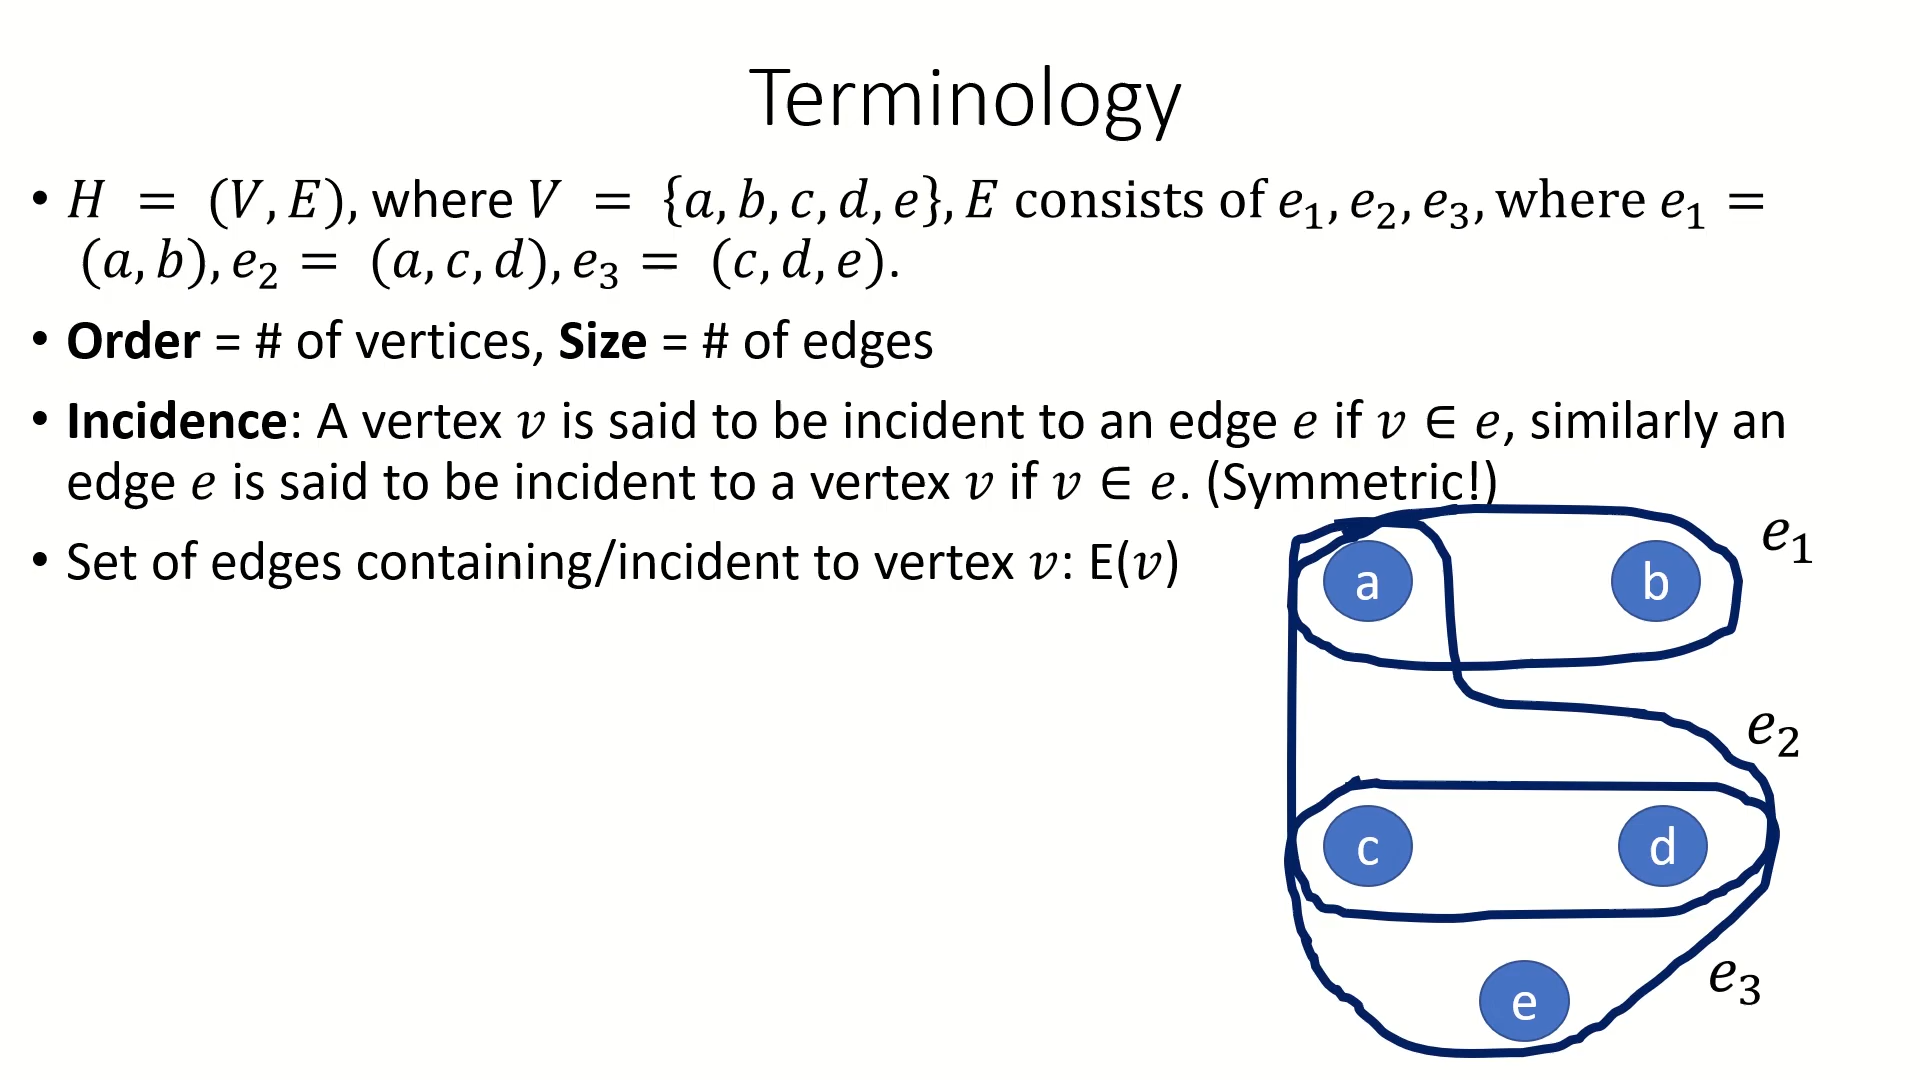 Terminology
• H = (V, E), where V = {a, b, c, d, e}, E consists of e₁, e₂, e₃, where e₁ =
(a, b), e₂ = (a, c, d), e₃ = (c, d, e).
• Order = # of vertices, Size = # of edges
• Incidence: A vertex v is said to be incident to an edge e if v ∈ e, similarly an
edge e is said to be incident to a vertex v if v ∈ e. (Symmetric!)
• Set of edges containing/incident to vertex v: E(v)
e₁
a b
e₂
c d
e₃
e